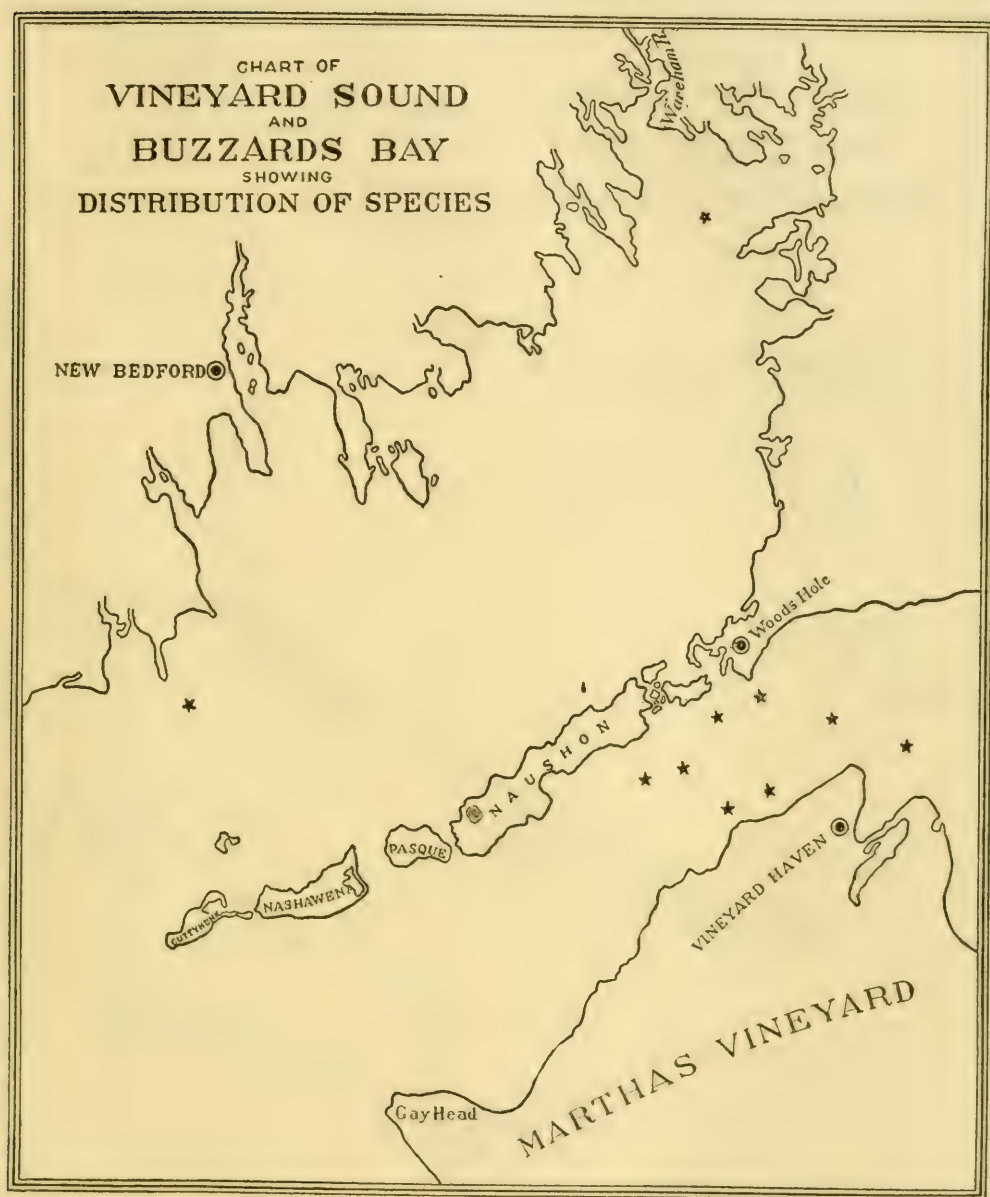 CHART OF
VINEYARD SOUND
AND
BUZZARDS BAY
SHOWING
DISTRIBUTION OF SPECIES
Wareham R.
NEW BEDFORD
Woods Hole
NAUSHON
PASQUE
NASHAWENA
CUTTYHUNK
VINEYARD HAVEN
MARTHAS VINEYARD
Gay Head